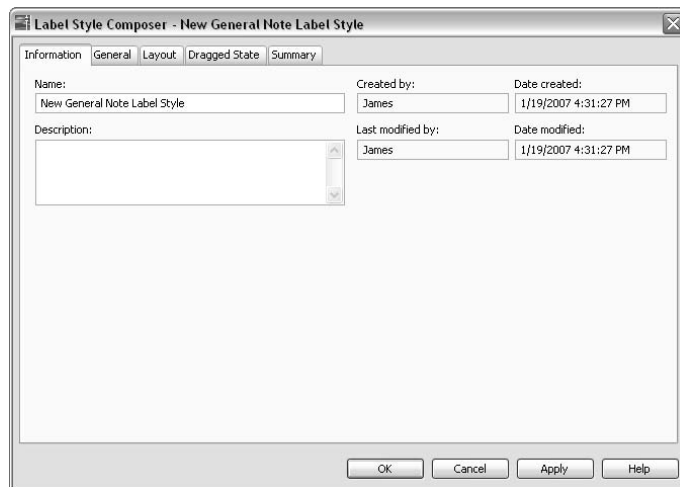 Label Style Composer - New General Note Label Style
Information General Layout Dragged State Summary
Name: Created by: Date created:
New General Note Label Style James 1/19/2007 4:31:27 PM
Description: Last modified by: Date modified:
James 1/19/2007 4:31:27 PM
OK Cancel Apply Help